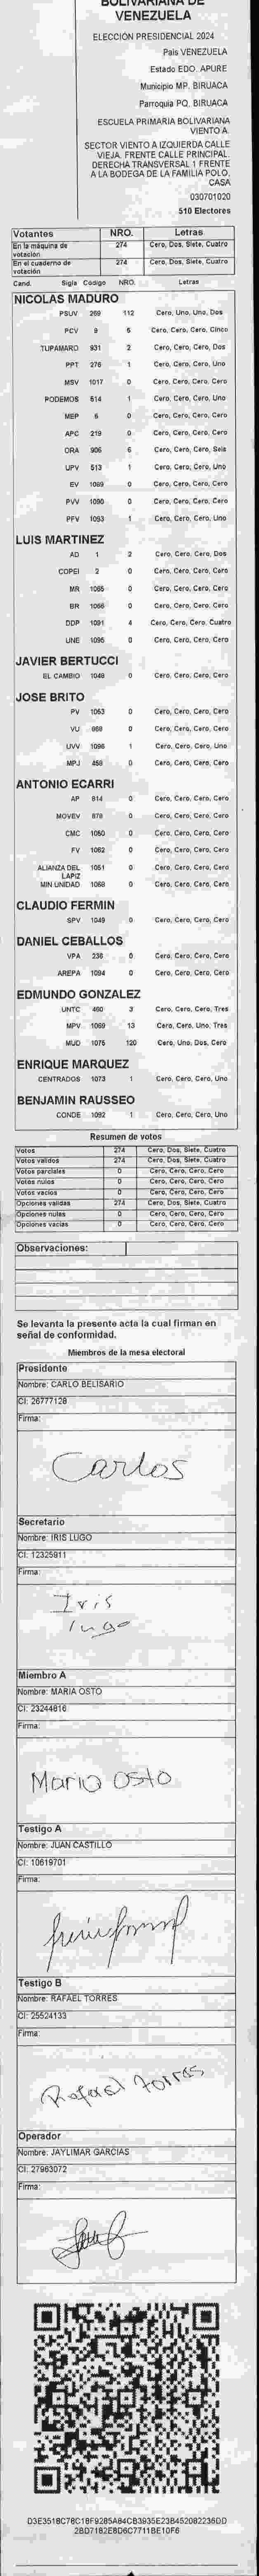 BOLIVARIANA DE
VENEZUELA
ELECCIÓN PRESIDENCIAL 2024
País VENEZUELA
Estado EDO. APURE
Municipio MP. BIRUACA
Parroquia PQ. BIRUACA
ESCUELA PRIMARIA BOLIVARIANA
VIENTO A.
SECTOR VIENTO A IZQUIERDA CALLE
VIEJA. FRENTE CALLE PRINCIPAL.
DERECHA TRANSVERSAL 1 FRENTE
A LA BODEGA DE LA FAMILIA POLO.
CASA
030701020
510 Electores
Votantes NRO. Letras
En la máquina de votación 274 Cero, Dos, Siete, Cuatro
En el cuaderno de votación 274 Cero, Dos, Siete, Cuatro
Cand. Sigla Código NRO. Letras
NICOLAS MADURO
PSUV 269 112 Cero, Uno, Uno, Dos
PCV 9 5 Cero, Cero, Cero, Cinco
TUPAMARO 931 2 Cero, Cero, Cero, Dos
PPT 276 1 Cero, Cero, Cero, Uno
MSV 1017 0 Cero, Cero, Cero, Cero
PODEMOS 514 1 Cero, Cero, Cero, Uno
MEP 5 0 Cero, Cero, Cero, Cero
APC 219 0 Cero, Cero, Cero, Cero
ORA 906 6 Cero, Cero, Cero, Seis
UPV 513 1 Cero, Cero, Cero, Uno
EV 1089 0 Cero, Cero, Cero, Cero
PVV 1090 0 Cero, Cero, Cero, Cero
PFV 1093 1 Cero, Cero, Cero, Uno
LUIS MARTINEZ
AD 1 2 Cero, Cero, Cero, Dos
COPEI 2 0 Cero, Cero, Cero, Cero
MR 1065 0 Cero, Cero, Cero, Cero
BR 1066 0 Cero, Cero, Cero, Cero
DDP 1091 4 Cero, Cero, Cero, Cuatro
UNE 1095 0 Cero, Cero, Cero, Cero
JAVIER BERTUCCI
EL CAMBIO 1048 0 Cero, Cero, Cero, Cero
JOSE BRITO
PV 1053 0 Cero, Cero, Cero, Cero
VU 968 0 Cero, Cero, Cero, Cero
UVV 1096 1 Cero, Cero, Cero, Uno
MPJ 458 0 Cero, Cero, Cero, Cero
ANTONIO ECARRI
AP 814 0 Cero, Cero, Cero, Cero
MOVEV 878 0 Cero, Cero, Cero, Cero
CMC 1050 0 Cero, Cero, Cero, Cero
FV 1062 0 Cero, Cero, Cero, Cero
ALIANZA DEL LAPIZ 1051 0 Cero, Cero, Cero, Cero
MIN UNIDAD 1068 0 Cero, Cero, Cero, Cero
CLAUDIO FERMIN
SPV 1049 0 Cero, Cero, Cero, Cero
DANIEL CEBALLOS
VPA 236 0 Cero, Cero, Cero, Cero
AREPA 1094 0 Cero, Cero, Cero, Cero
EDMUNDO GONZALEZ
UNTC 460 3 Cero, Cero, Cero, Tres
MPV 1069 13 Cero, Cero, Uno, Tres
MUD 1075 120 Cero, Uno, Dos, Cero
ENRIQUE MARQUEZ
CENTRADOS 1073 1 Cero, Cero, Cero, Uno
BENJAMIN RAUSSEO
CONDE 1092 1 Cero, Cero, Cero, Uno
Resumen de votos
Votos 274 Cero, Dos, Siete, Cuatro
Votos validos 274 Cero, Dos, Siete, Cuatro
Votos parciales 0 Cero, Cero, Cero, Cero
Votos nulos 0 Cero, Cero, Cero, Cero
Votos vacíos 0 Cero, Cero, Cero, Cero
Opciones validas 274 Cero, Dos, Siete, Cuatro
Opciones nulas 0 Cero, Cero, Cero, Cero
Opciones vacías 0 Cero, Cero, Cero, Cero
Observaciones:
Se levanta la presente acta la cual firman en
señal de conformidad.
Miembros de la mesa electoral
Presidente
Nombre: CARLO BELISARIO
CI: 26777128
Firma:
Carlos
Secretario
Nombre: IRIS LUGO
CI: 12325911
Firma:
Iris
lugo
Miembro A
Nombre: MARIA OSTO
CI: 23244816
Firma:
Maria Osto
Testigo A
Nombre: JUAN CASTILLO
CI: 10619701
Firma:
Testigo B
Nombre: RAFAEL TORRES
CI: 25524133
Firma:
Rafael torres
Operador
Nombre: JAYLIMAR GARCIAS
CI: 27963072
Firma:
D3E3518C76C18F9285A84CB3935E23B452082236DD
2BD7182E8D6C7711BE10F6